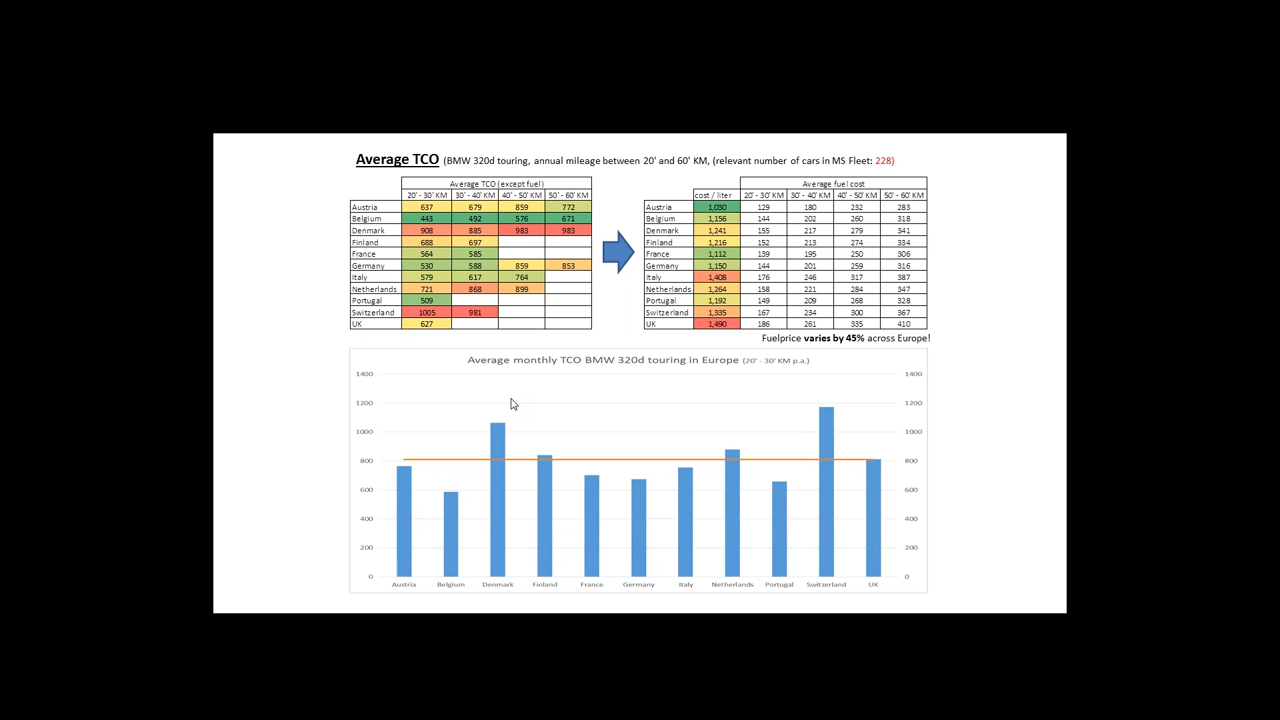 Average TCO (BMW 320d touring, annual mileage between 20' and 60' KM, (relevant number of cars in MS Fleet: 228)
Average TCO (except fuel)
20' - 30' KM 30' - 40' KM 40' - 50' KM 50' - 60' KM
Austria 637 679 859 772
Belgium 443 492 576 671
Denmark 908 885 983 983
Finland 688 697
France 564 585
Germany 530 588 859 853
Italy 579 617 764
Netherlands 721 868 899
Portugal 509
Switzerland 1005 981
UK 627
Average fuel cost
cost / liter 20' - 30' KM 30' - 40' KM 40' - 50' KM 50' - 60' KM
Austria 1,030 129 180 232 283
Belgium 1,156 144 202 260 318
Denmark 1,241 155 217 279 341
Finland 1,216 152 213 274 334
France 1,112 139 195 250 306
Germany 1,150 144 201 259 316
Italy 1,408 176 246 317 387
Netherlands 1,264 158 221 284 347
Portugal 1,192 149 209 268 328
Switzerland 1,335 167 234 300 367
UK 1,490 186 261 335 410
Fuelprice varies by 45% across Europe!
Average monthly TCO BMW 320d touring in Europe (20' - 30' KM p.a.)
1400 1400
1200 1200
1000 1000
800 800
600 600
400 400
200 200
0 0
Austria Belgium Denmark Finland France Germany Italy Netherlands Portugal Switzerland UK